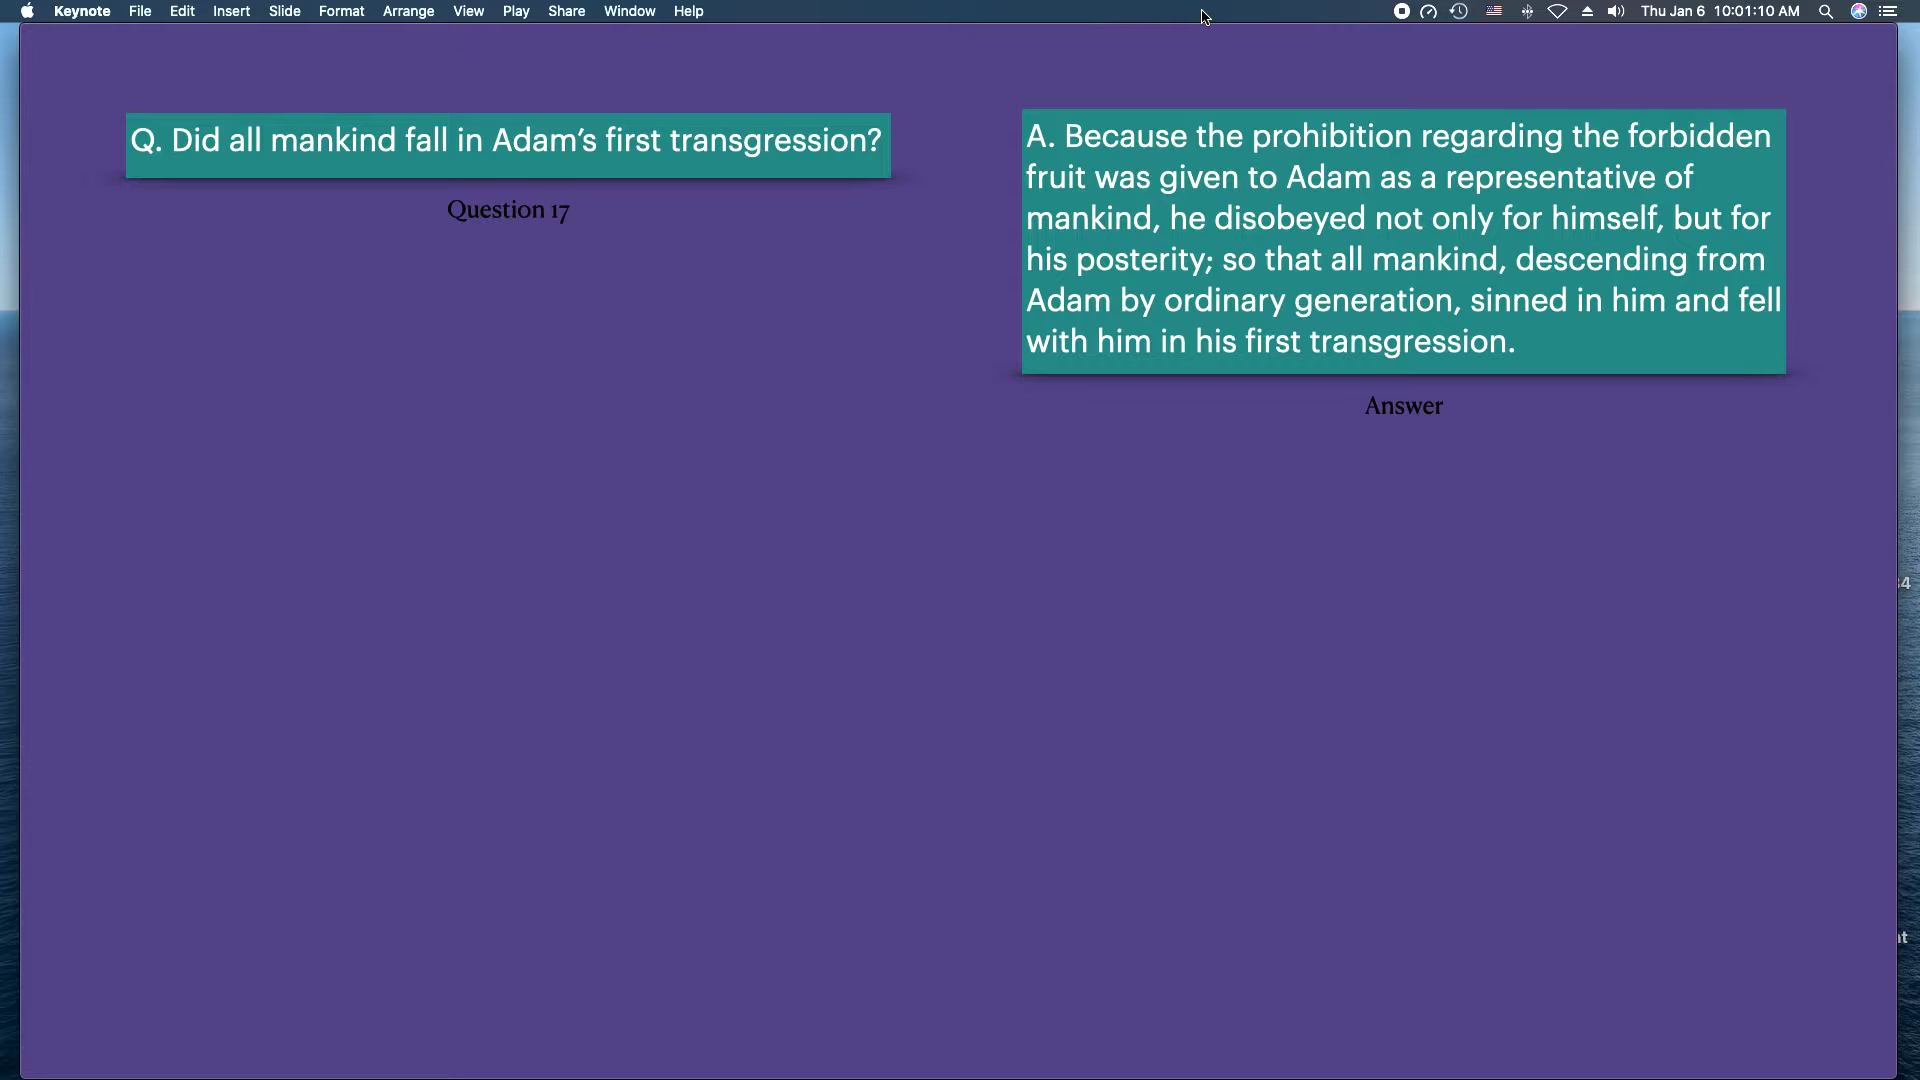 Keynote File Edit Insert Slide Format Arrange View Play Share Window Help
Thu Jan 6 10:01:10 AM
Q. Did all mankind fall in Adam’s first transgression?
Question 17
A. Because the prohibition regarding the forbidden
fruit was given to Adam as a representative of
mankind, he disobeyed not only for himself, but for
his posterity; so that all mankind, descending from
Adam by ordinary generation, sinned in him and fell
with him in his first transgression.
Answer